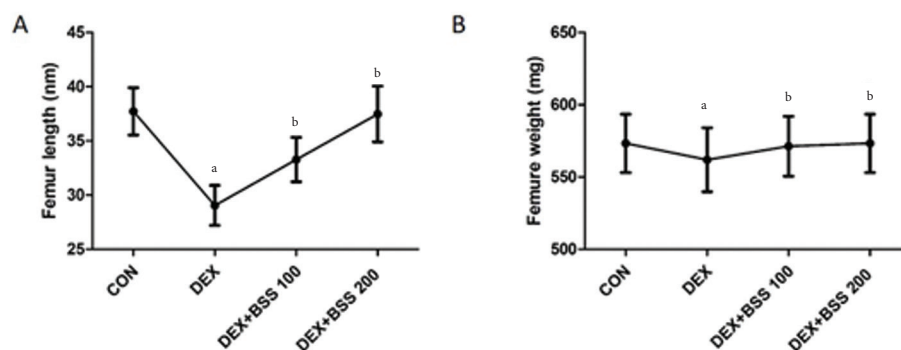 A
Femur length (nm)
45
40
35
30
25
a
b
b
CON
DEX
DEX+BSS 100
DEX+BSS 200
B
Femure weight (mg)
650
600
550
500
a
b
b
CON
DEX
DEX+BSS 100
DEX+BSS 200